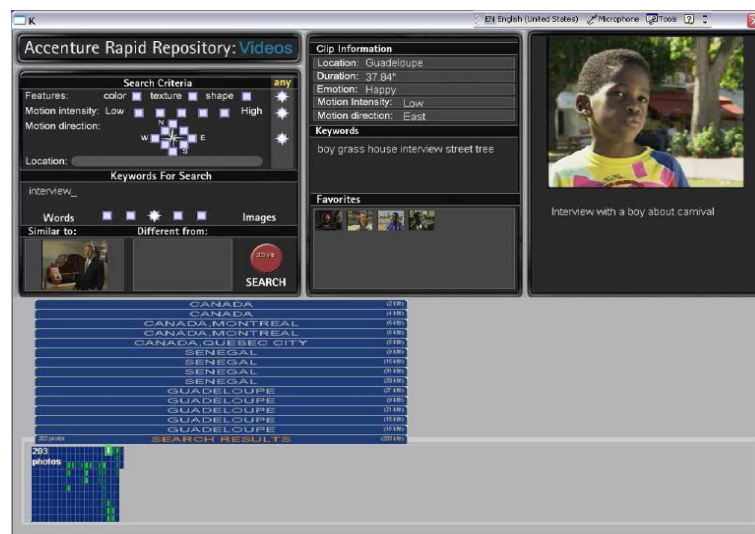 K
EN English (United States) Microphone Tools
Accenture Rapid Repository: Videos
Search Criteria any
Features: color texture shape
Motion intensity: Low High
Motion direction:
N
W E
S
Location:
Keywords For Search
interview_
Words Images
Similar to: Different from:
SEARCH
Clip Information
Location: Guadeloupe
Duration: 37.84"
Emotion: Happy
Motion Intensity: Low
Motion direction: East
Keywords
boy grass house interview street tree
Favorites
Interview with a boy about carnival
CANADA
CANADA
CANADA,MONTREAL
CANADA,MONTREAL
CANADA,QUEBEC CITY
SENEGAL
SENEGAL
SENEGAL
SENEGAL
GUADELOUPE
GUADELOUPE
GUADELOUPE
GUADELOUPE
GUADELOUPE
203 photos SEARCH RESULTS
203
photos